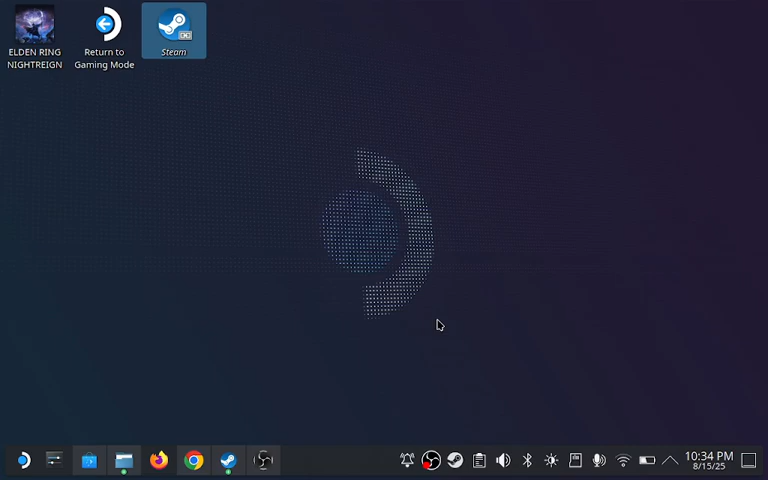 ELDEN RING
NIGHTREIGN
Return to
Gaming Mode
Steam
10:34 PM
8/15/25